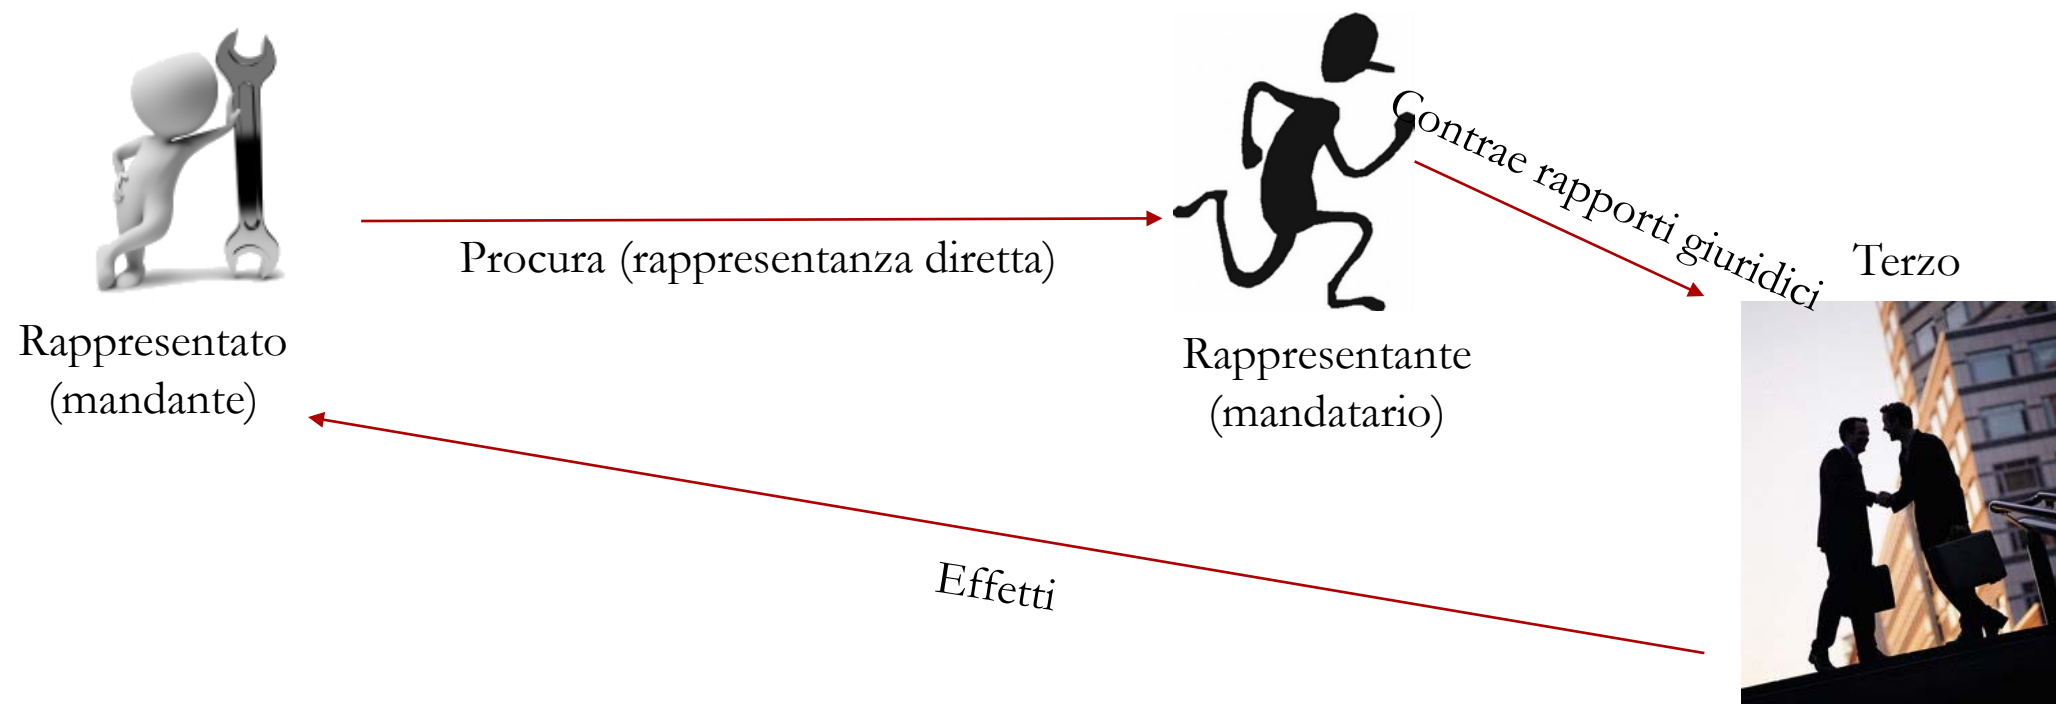 Contrae rapporti giuridici
Procura (rappresentanza diretta)
Terzo
Rappresentato
(mandante)
Rappresentante
(mandatario)
Effetti